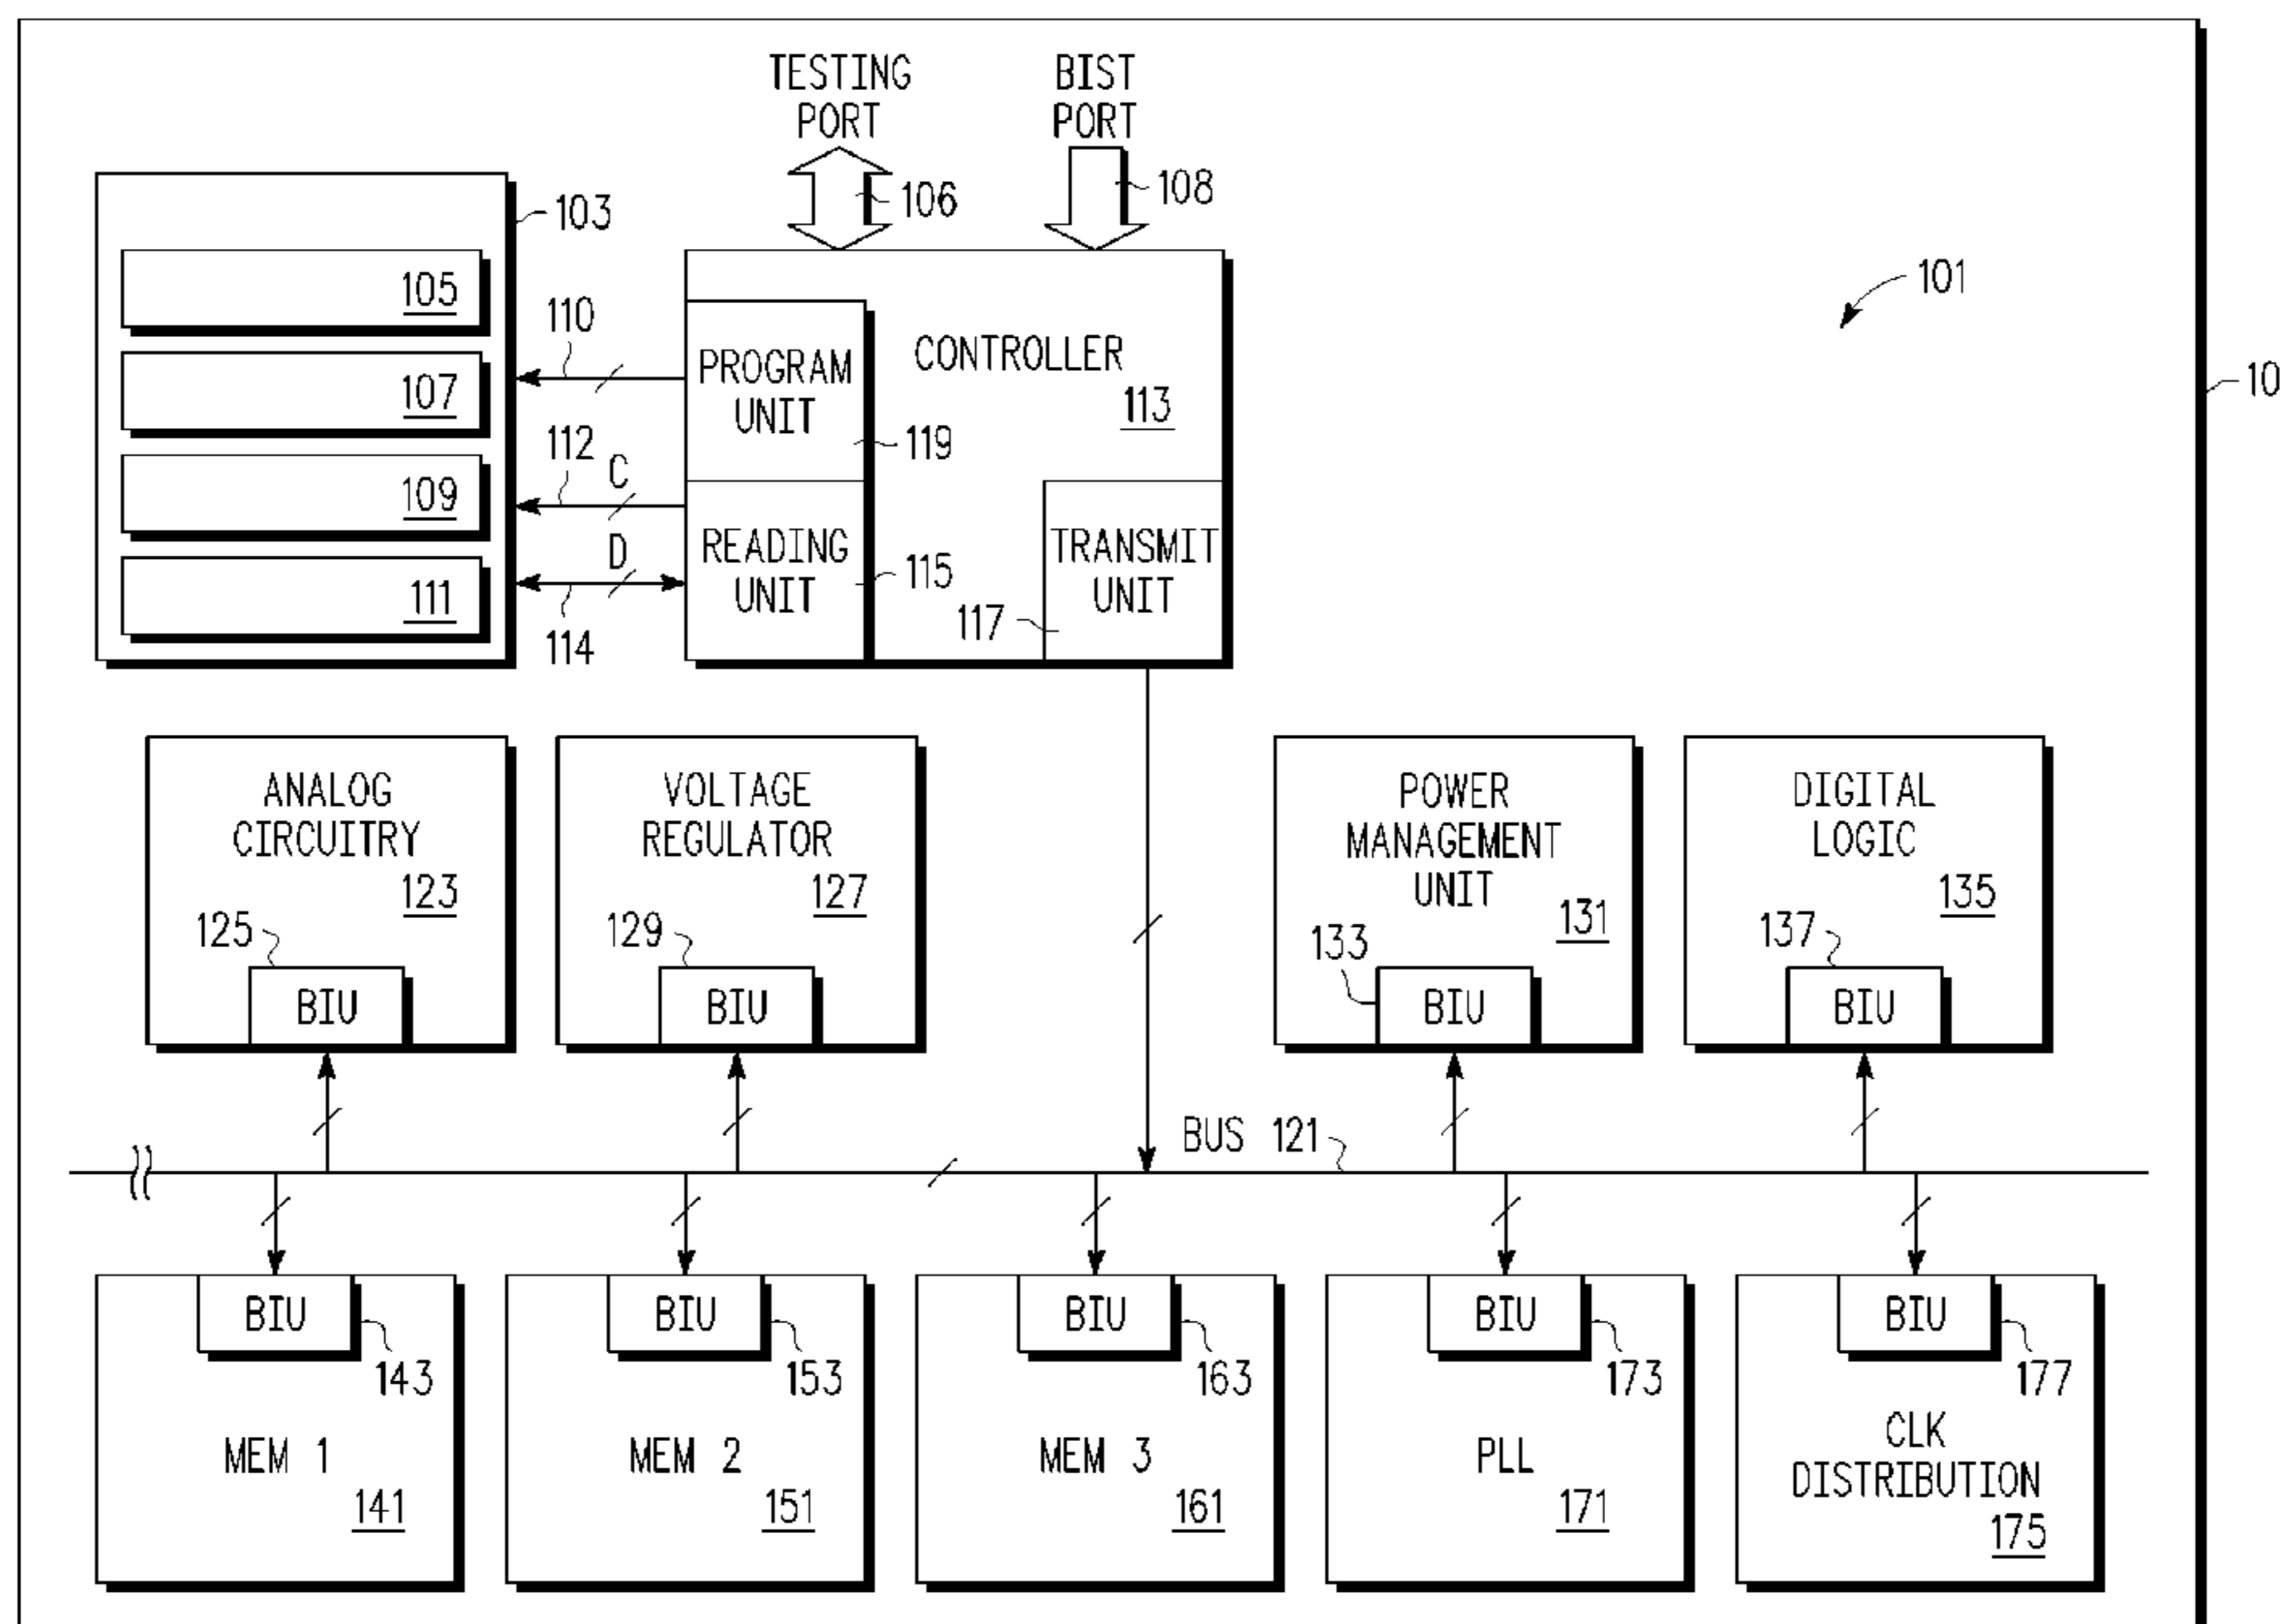 TESTING
PORT
BIST
PORT
106
108
103
101
105
110
PROGRAM
UNIT
CONTROLLER
113
10
107
112
C
119
109
D
READING
UNIT
115
TRANSMIT
UNIT
117
111
114
ANALOG
CIRCUITRY
123
125
BIU
VOLTAGE
REGULATOR
127
129
BIU
POWER
MANAGEMENT
UNIT
131
133
BIU
DIGITAL
LOGIC
135
137
BIU
BUS 121
BIU
143
MEM 1
141
BIU
153
MEM 2
151
BIU
163
MEM 3
161
BIU
173
PLL
171
BIU
177
CLK
DISTRIBUTION
175